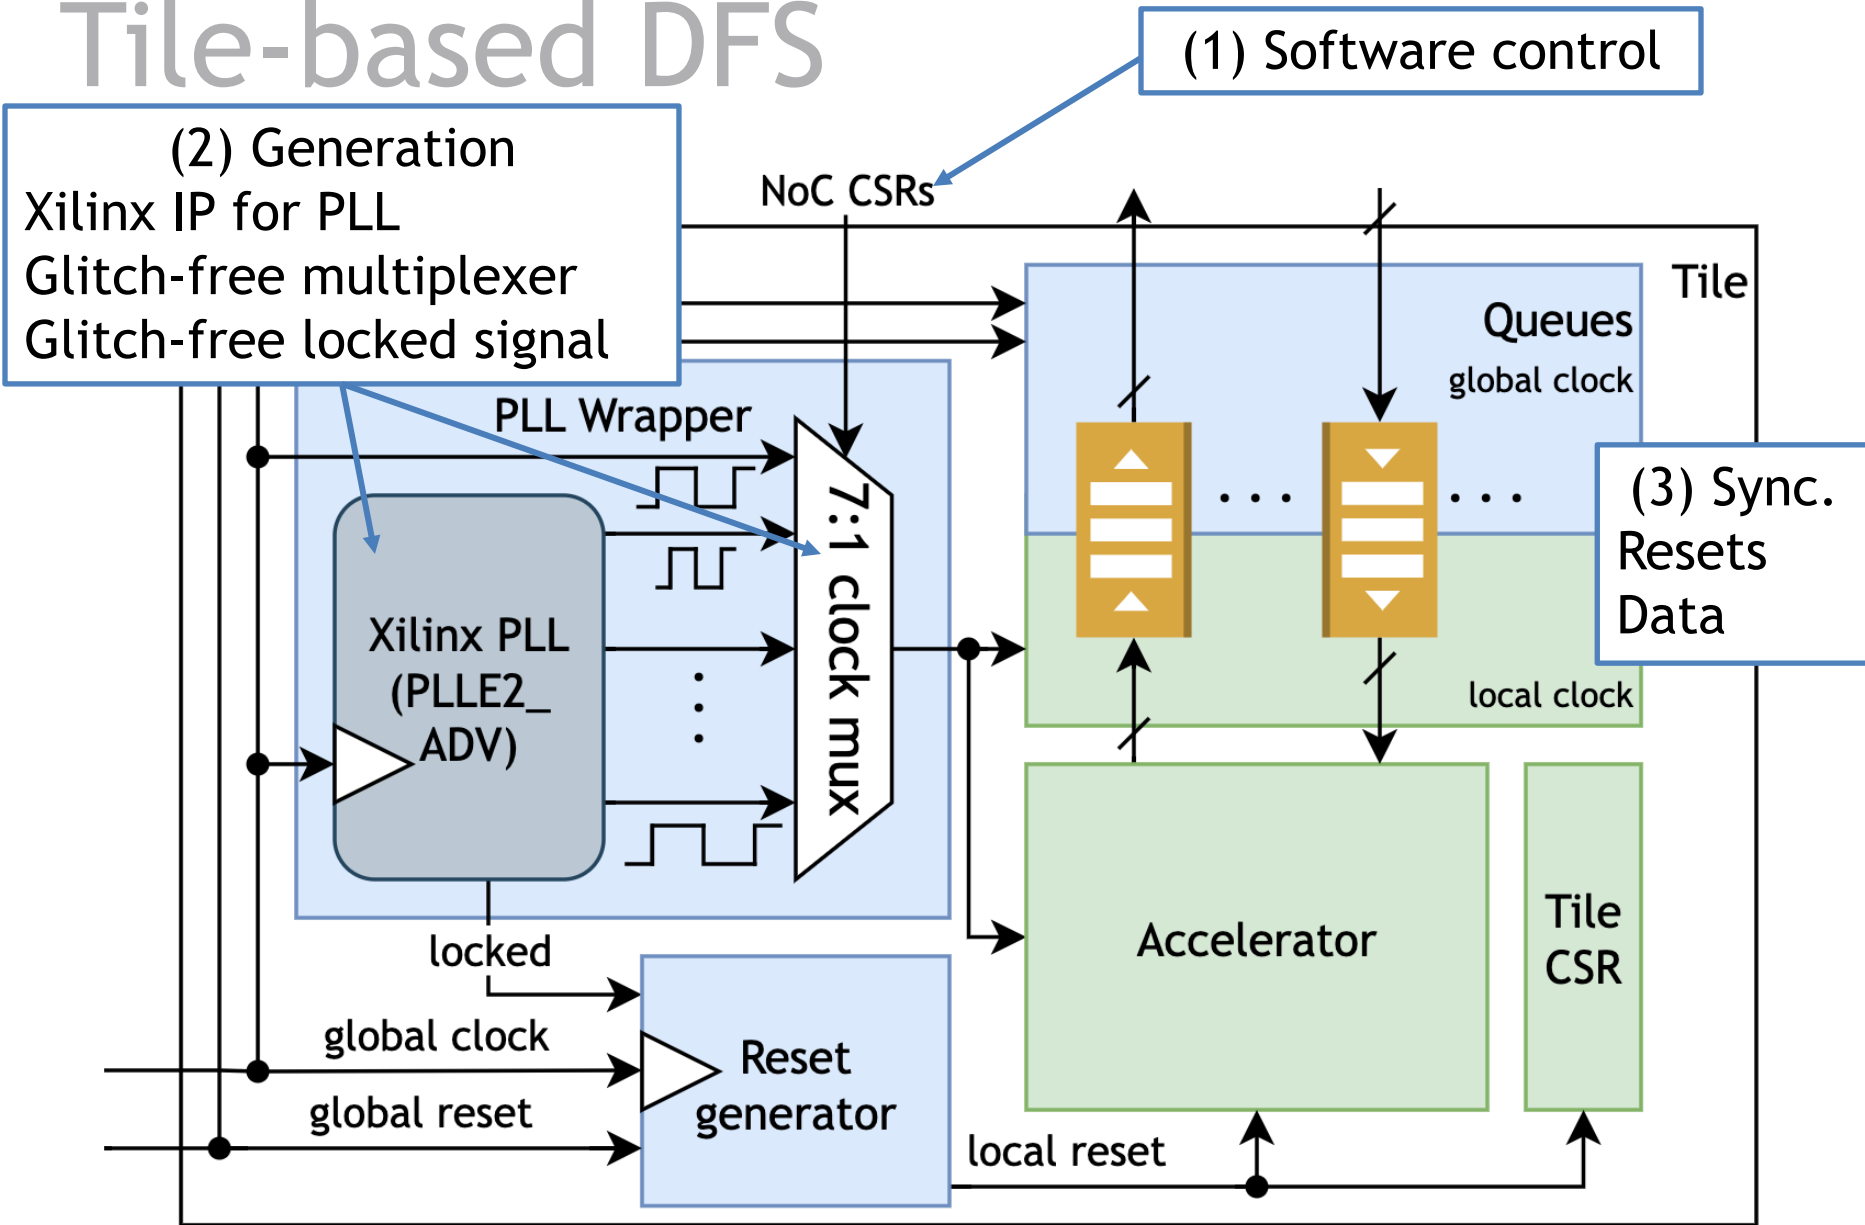 Tile-based DFS
(1) Software control
(2) Generation
Xilinx IP for PLL
Glitch-free multiplexer
Glitch-free locked signal
NoC CSRs
Tile
Queues
global clock
PLL Wrapper
(3) Sync.
Resets
Data
7:1 clock mux
Xilinx PLL
(PLLE2_
ADV)
local clock
locked
Accelerator
Tile
CSR
global clock
Reset
generator
global reset
local reset